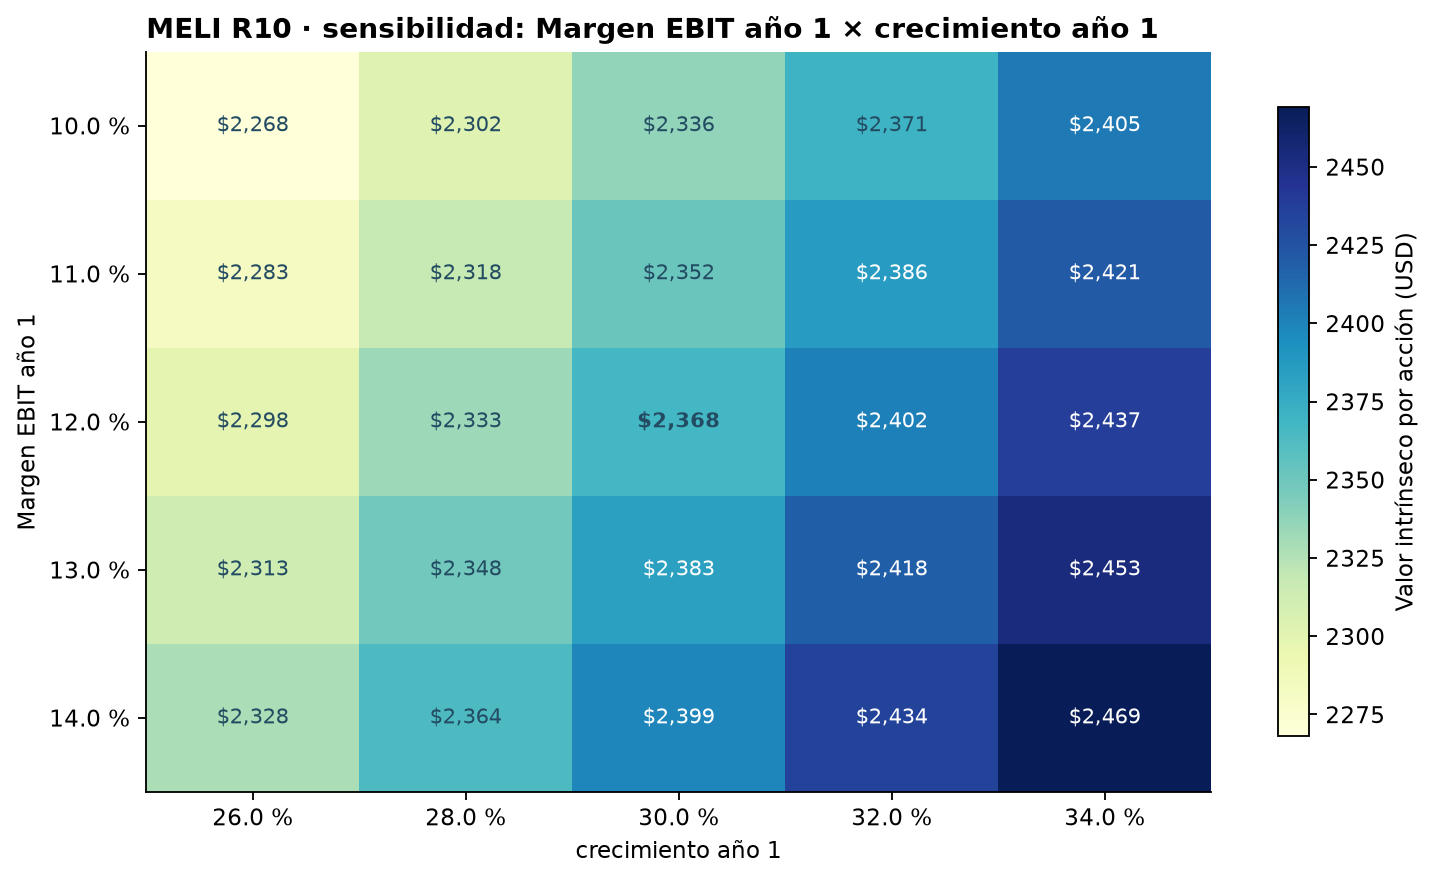 MELI R10 · sensibilidad: Margen EBIT año 1 × crecimiento año 1
10.0 % $2,268 $2,302 $2,336 $2,371 $2,405
11.0 % $2,283 $2,318 $2,352 $2,386 $2,421
12.0 % $2,298 $2,333 $2,368 $2,402 $2,437
13.0 % $2,313 $2,348 $2,383 $2,418 $2,453
14.0 % $2,328 $2,364 $2,399 $2,434 $2,469
26.0 % 28.0 % 30.0 % 32.0 % 34.0 %
crecimiento año 1
Margen EBIT año 1
2450
2425
2400
2375
2350
2325
2300
2275
Valor intrínseco por acción (USD)